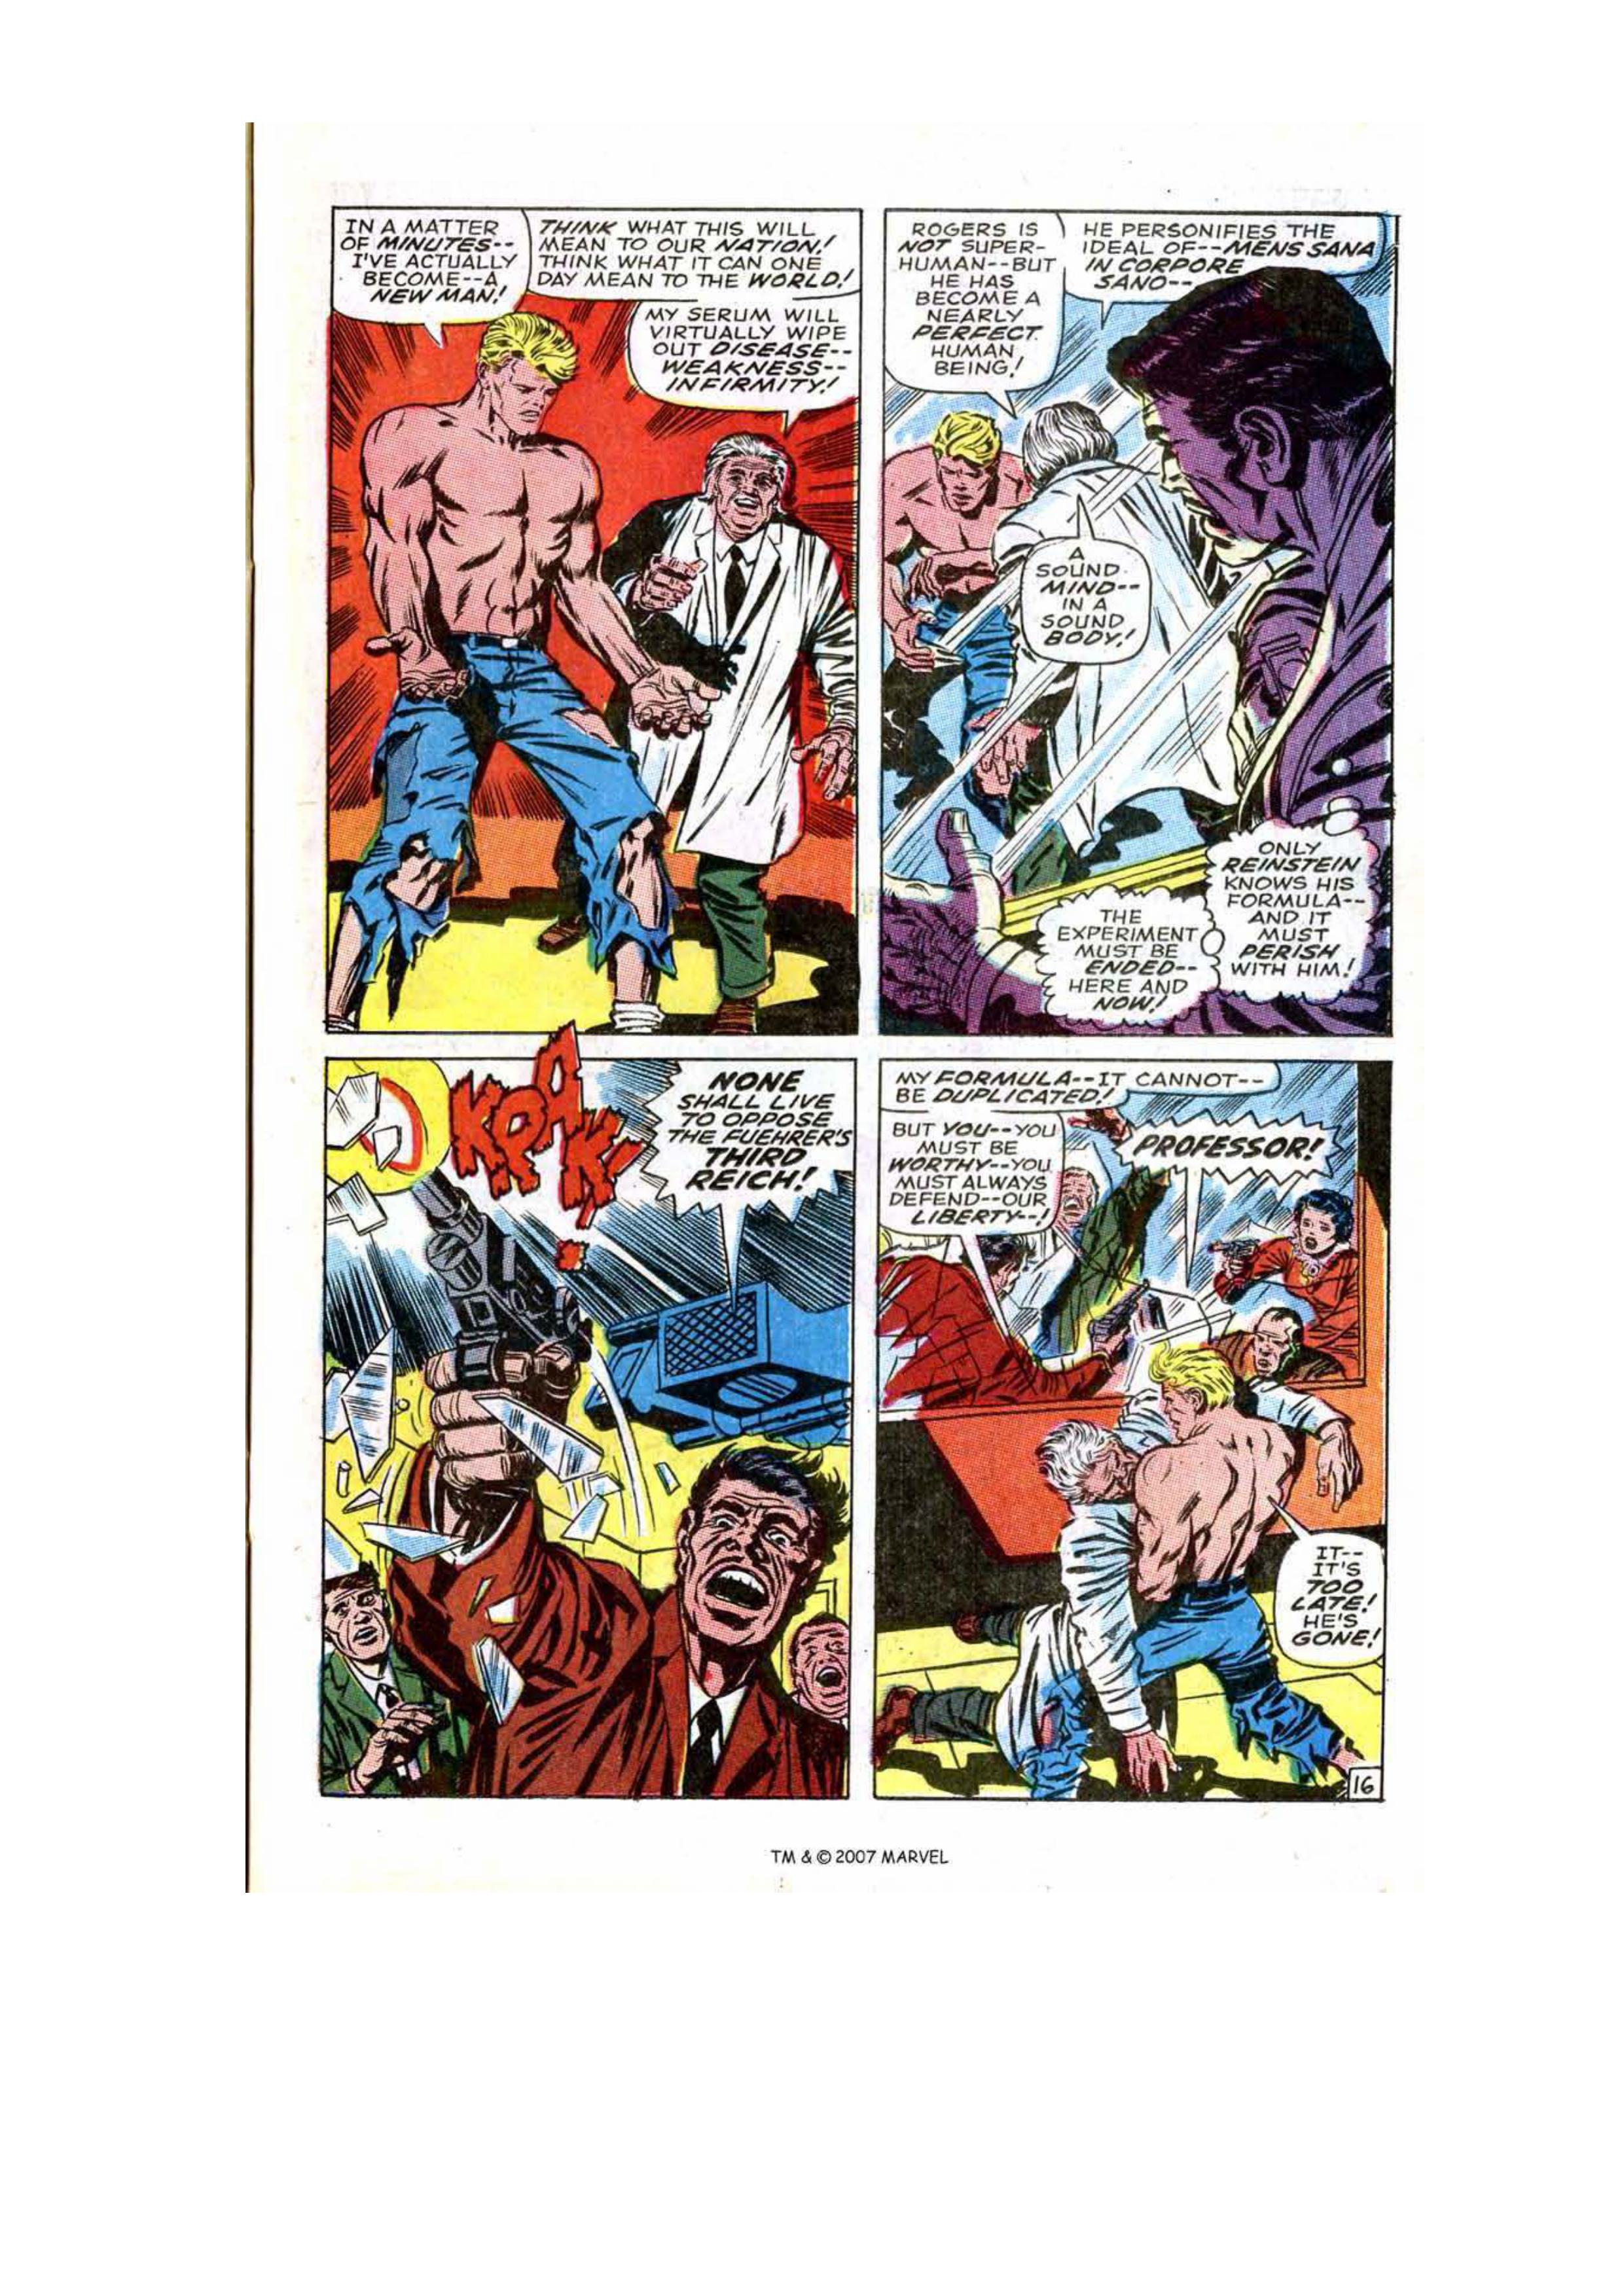 IN A MATTER
OF MINUTES--
I'VE ACTUALLY
BECOME--A
NEW MAN!
THINK WHAT THIS WILL
MEAN TO OUR NATION!
THINK WHAT IT CAN ONE
DAY MEAN TO THE WORLD!
MY SERUM WILL
VIRTUALLY WIPE
OUT DISEASE--
WEAKNESS--
INFIRMITY!
ROGERS IS
NOT SUPER-
HUMAN--BUT
HE HAS
BECOME A
NEARLY
PERFECT
HUMAN
BEING!
HE PERSONIFIES THE
IDEAL OF--MENS SANA
IN CORPORE
SANO--
A
SOUND
MIND--
IN A
SOUND
BODY!
ONLY
REINSTEIN
KNOWS HIS
FORMULA--
AND IT
MUST
PERISH
WITH HIM!
THE
EXPERIMENT
MUST BE
ENDED--
HERE AND
NOW!
KPAK!
NONE
SHALL LIVE
TO OPPOSE
THE FUEHRER'S
THIRD
REICH!
MY FORMULA--IT CANNOT--
BE DUPLICATED!
BUT YOU--YOU
MUST BE
WORTHY--YOU
MUST ALWAYS
DEFEND--OUR
LIBERTY--!
PROFESSOR!
IT--
IT'S
TOO
LATE!
HE'S
GONE!
16
TM & © 2007 MARVEL